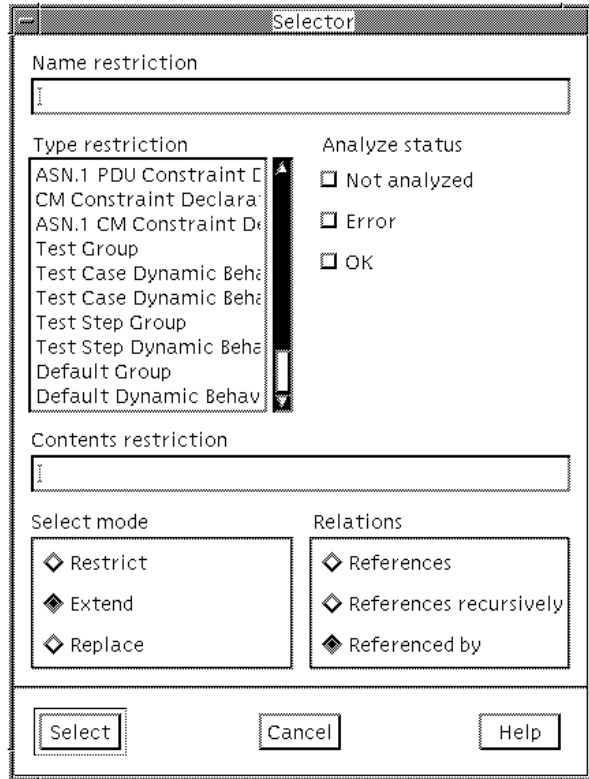 Selector
Name restriction
Type restriction
Analyze status
ASN.1 PDU Constraint D
CM Constraint Declara
ASN.1 CM Constraint De
Test Group
Test Case Dynamic Beha
Test Case Dynamic Beha
Test Step Group
Test Step Dynamic Beha
Default Group
Default Dynamic Behav
Not analyzed
Error
OK
Contents restriction
Select mode
Relations
Restrict
Extend
Replace
References
References recursively
Referenced by
Select
Cancel
Help